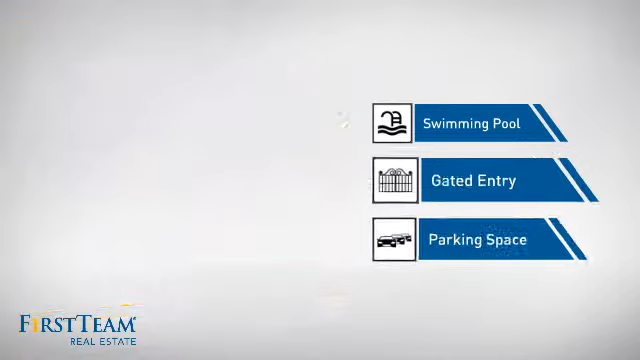 Swimming Pool
Gated Entry
Parking Space
FIRSTTEAM®
REAL ESTATE